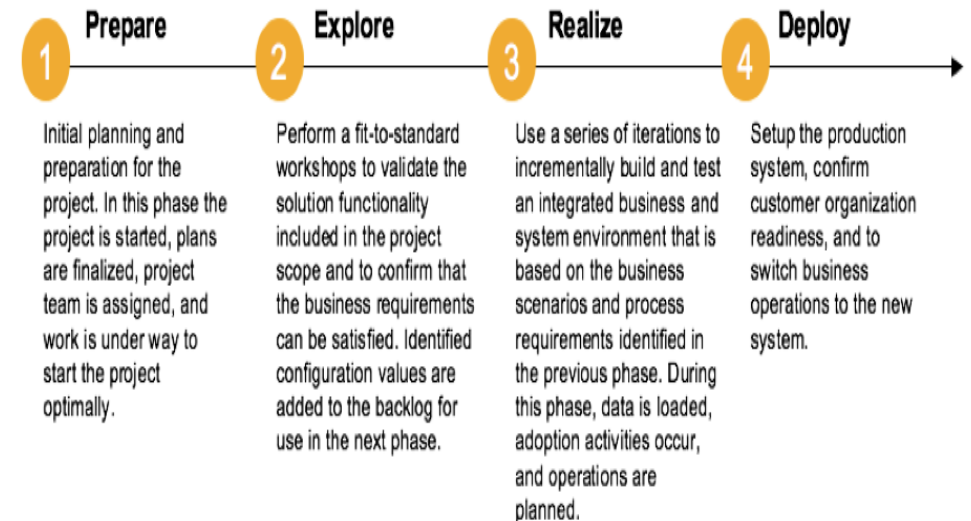 Prepare
1
Initial planning and
preparation for the
project. In this phase the
project is started, plans
are finalized, project
team is assigned, and
work is under way to
start the project
optimally.
Explore
2
Perform a fit-to-standard
workshops to validate the
solution functionality
included in the project
scope and to confirm that
the business requirements
can be satisfied. Identified
configuration values are
added to the backlog for
use in the next phase.
Realize
3
Use a series of iterations to
incrementally build and test
an integrated business and
system environment that is
based on the business
scenarios and process
requirements identified in
the previous phase. During
this phase, data is loaded,
adoption activities occur,
and operations are
planned.
Deploy
4
Setup the production
system, confirm
customer organization
readiness, and to
switch business
operations to the new
system.